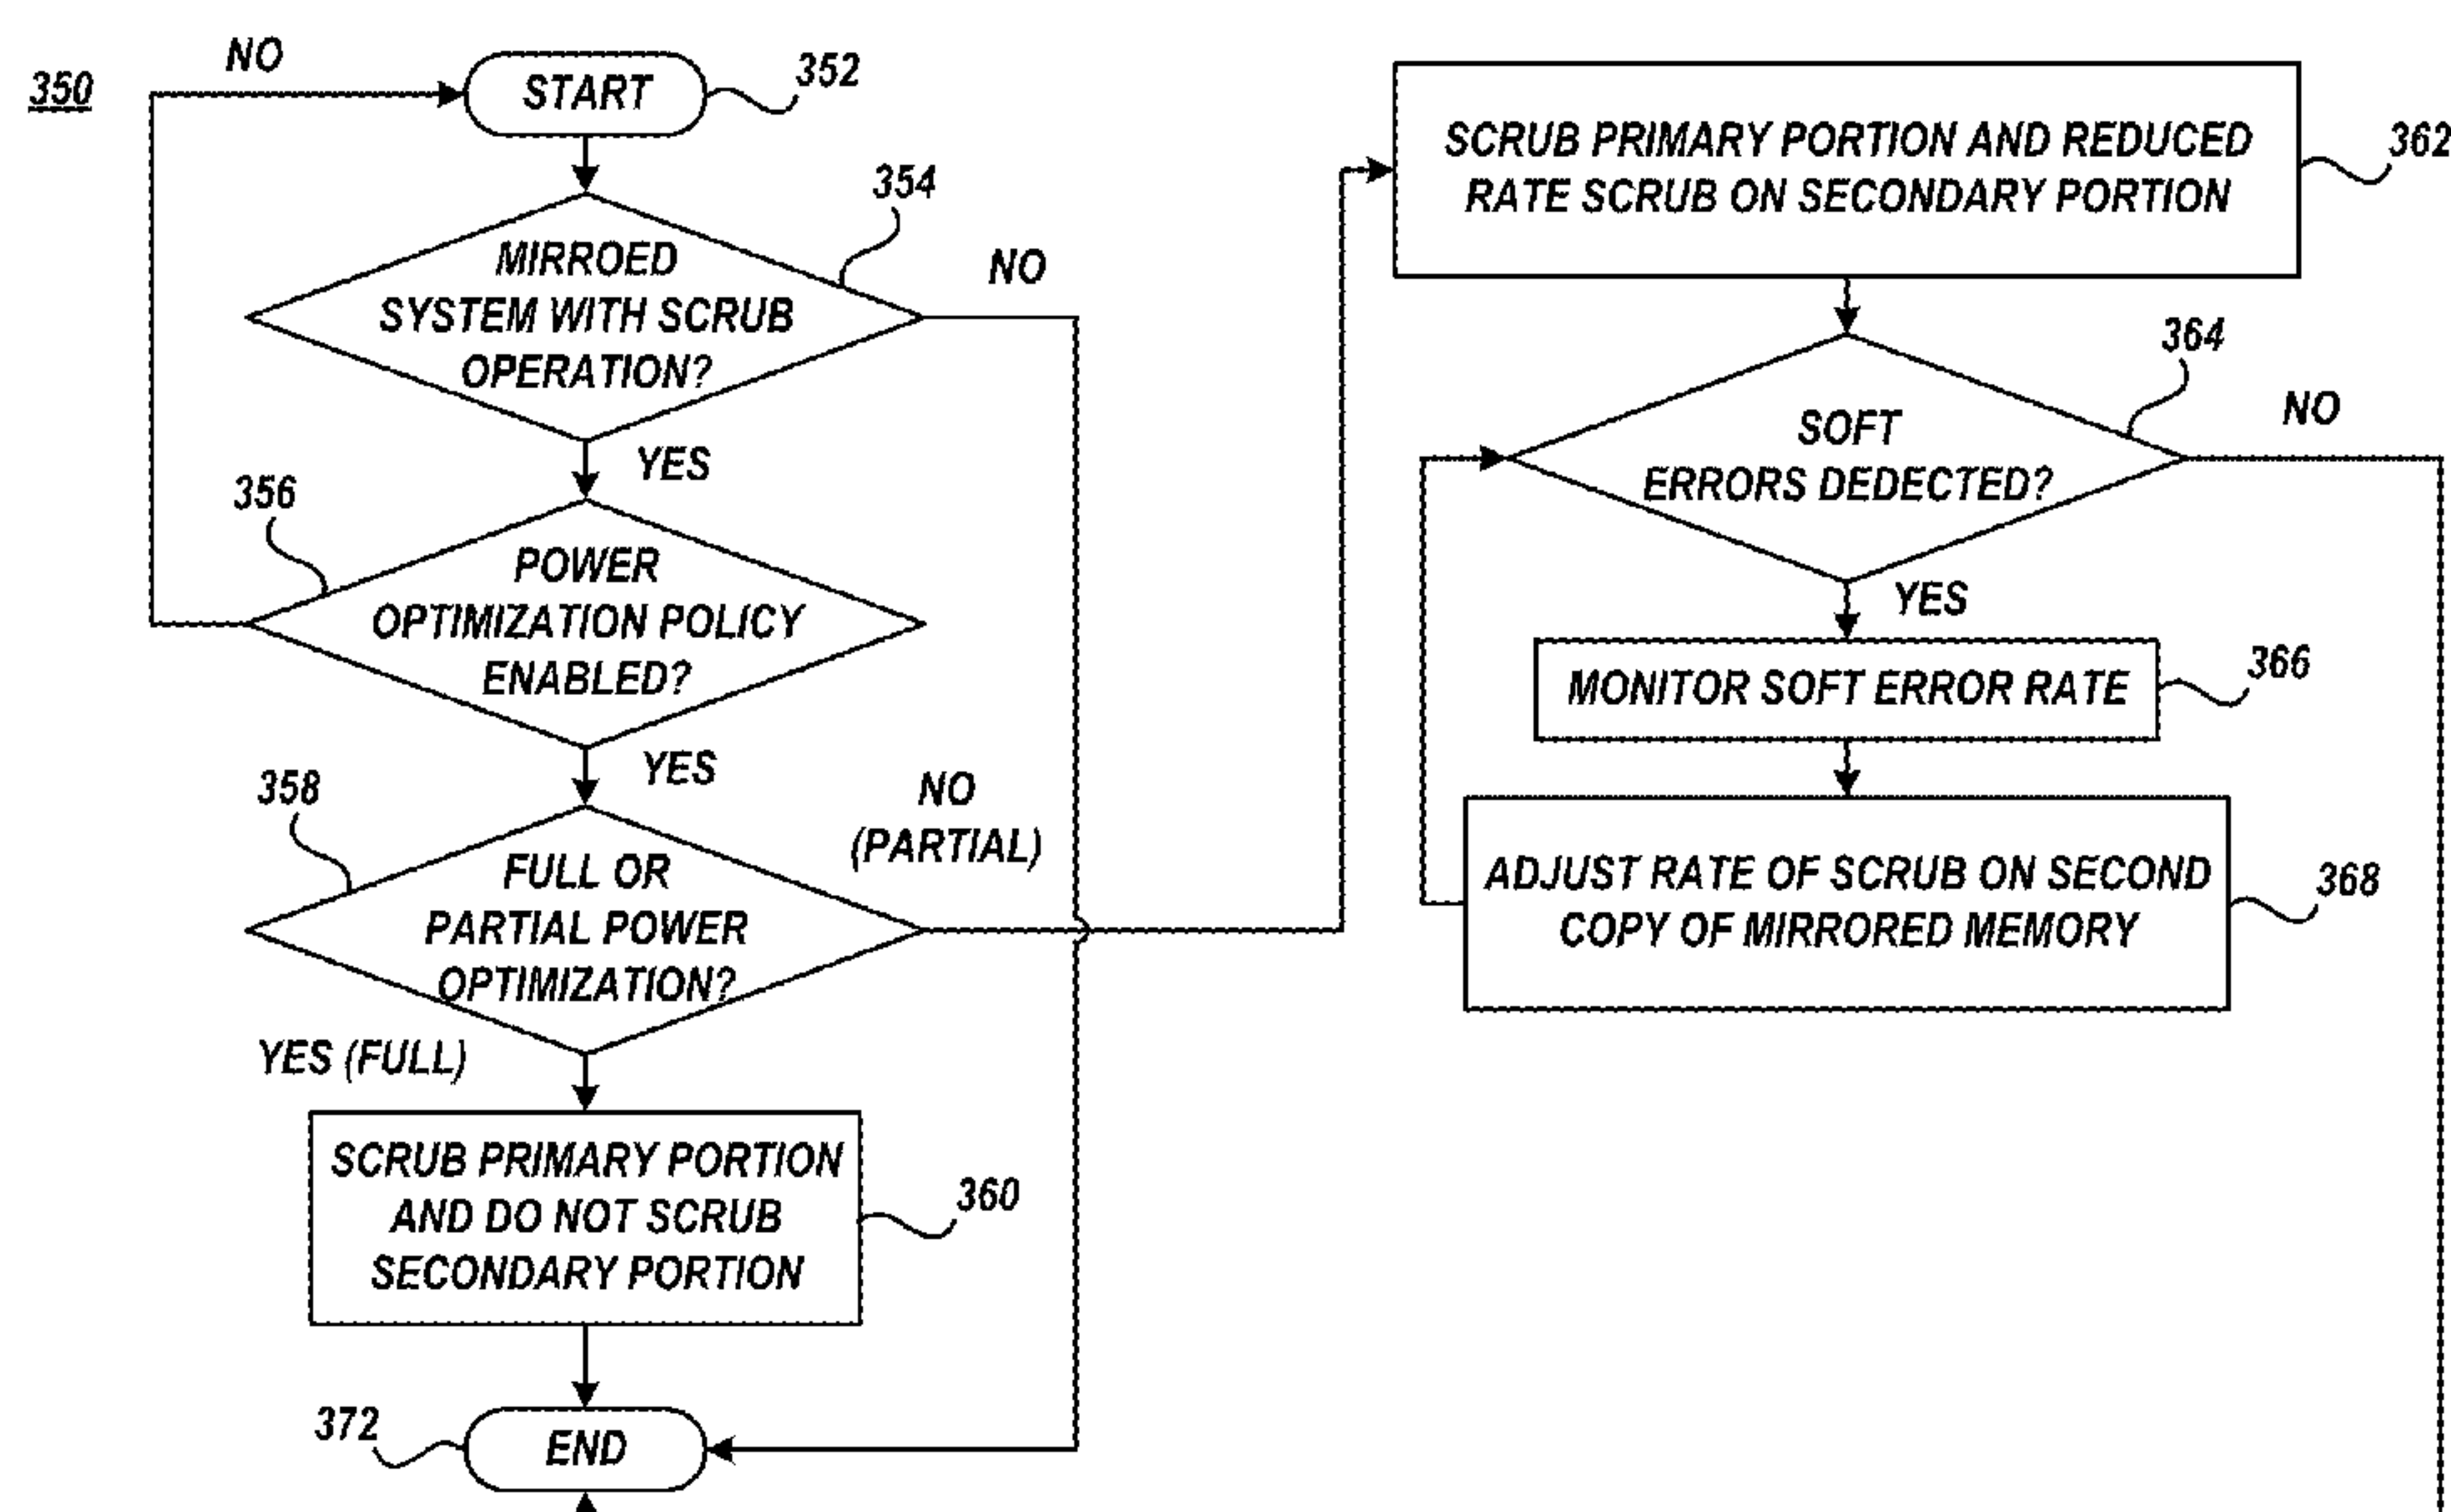 350
NO
START
352
354
MIRROED
SYSTEM WITH SCRUB
OPERATION?
NO
YES
356
POWER
OPTIMIZATION POLICY
ENABLED?
YES
358
FULL OR
PARTIAL POWER
OPTIMIZATION?
NO
(PARTIAL)
YES (FULL)
SCRUB PRIMARY PORTION
AND DO NOT SCRUB
SECONDARY PORTION
360
372
END
SCRUB PRIMARY PORTION AND REDUCED
RATE SCRUB ON SECONDARY PORTION
362
364
SOFT
ERRORS DEDECTED?
NO
YES
MONITOR SOFT ERROR RATE
366
ADJUST RATE OF SCRUB ON SECOND
COPY OF MIRRORED MEMORY
368